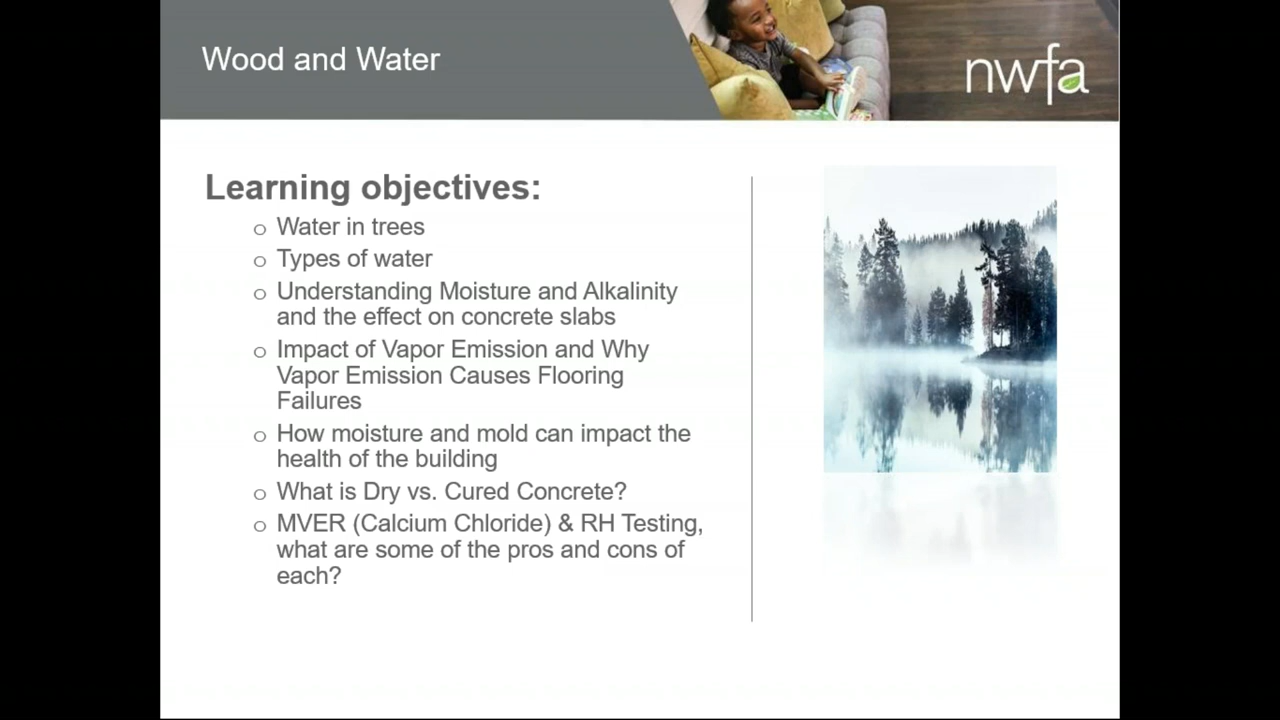 Wood and Water
nwfa
Learning objectives:
o Water in trees
o Types of water
o Understanding Moisture and Alkalinity
and the effect on concrete slabs
o Impact of Vapor Emission and Why
Vapor Emission Causes Flooring
Failures
o How moisture and mold can impact the
health of the building
o What is Dry vs. Cured Concrete?
o MVER (Calcium Chloride) & RH Testing,
what are some of the pros and cons of
each?